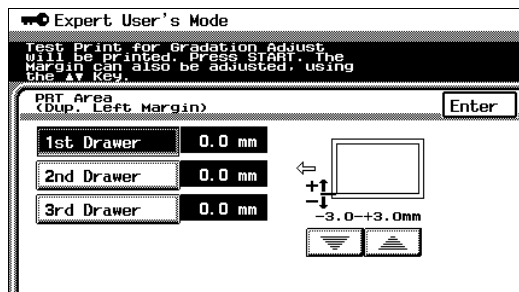 Expert User's Mode
Test Print for Gradation Adjust
will be printed. Press START. The
Margin can also be adjusted, using
the ▲▼ Key.
PRT Area
(Dup. Left Margin)
Enter
1st Drawer 0.0 mm
2nd Drawer 0.0 mm
3rd Drawer 0.0 mm
+
-
-3.0-+3.0mm